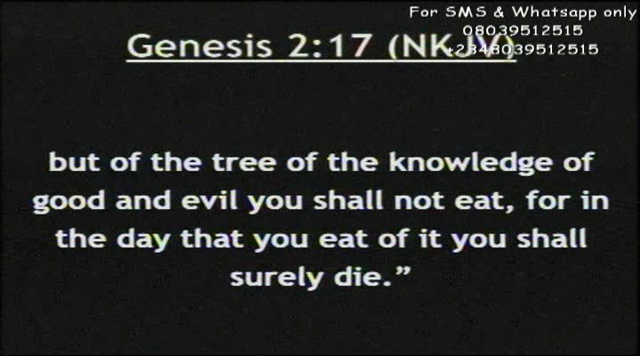 For SMS & Whatsapp only
08039512515
+2348039512515
Genesis 2:17 (NKJV)
but of the tree of the knowledge of
good and evil you shall not eat, for in
the day that you eat of it you shall
surely die.”